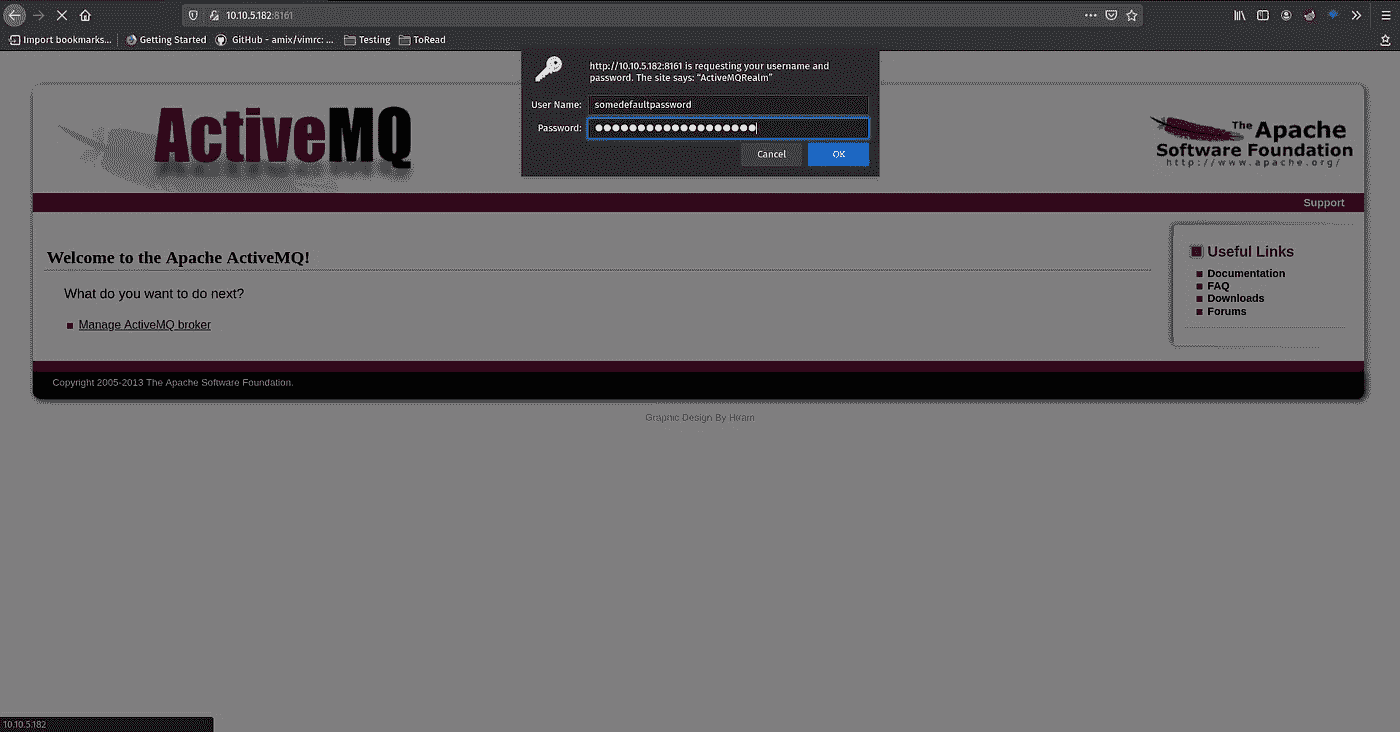 10.10.5.182:8161
Import bookmarks... Getting Started GitHub - amix/vimrc: ... Testing ToRead
http://10.10.5.182:8161 is requesting your username and
password. The site says: “ActiveMQRealm”
User Name: somedefaultpassword
Password:
Cancel OK
ActiveMQ
The Apache
Software Foundation
http://www.apache.org/
Support
Welcome to the Apache ActiveMQ!
What do you want to do next?
Manage ActiveMQ broker
Useful Links
Documentation
FAQ
Downloads
Forums
Copyright 2005-2013 The Apache Software Foundation.
Graphic Design By Hiram
10.10.5.182